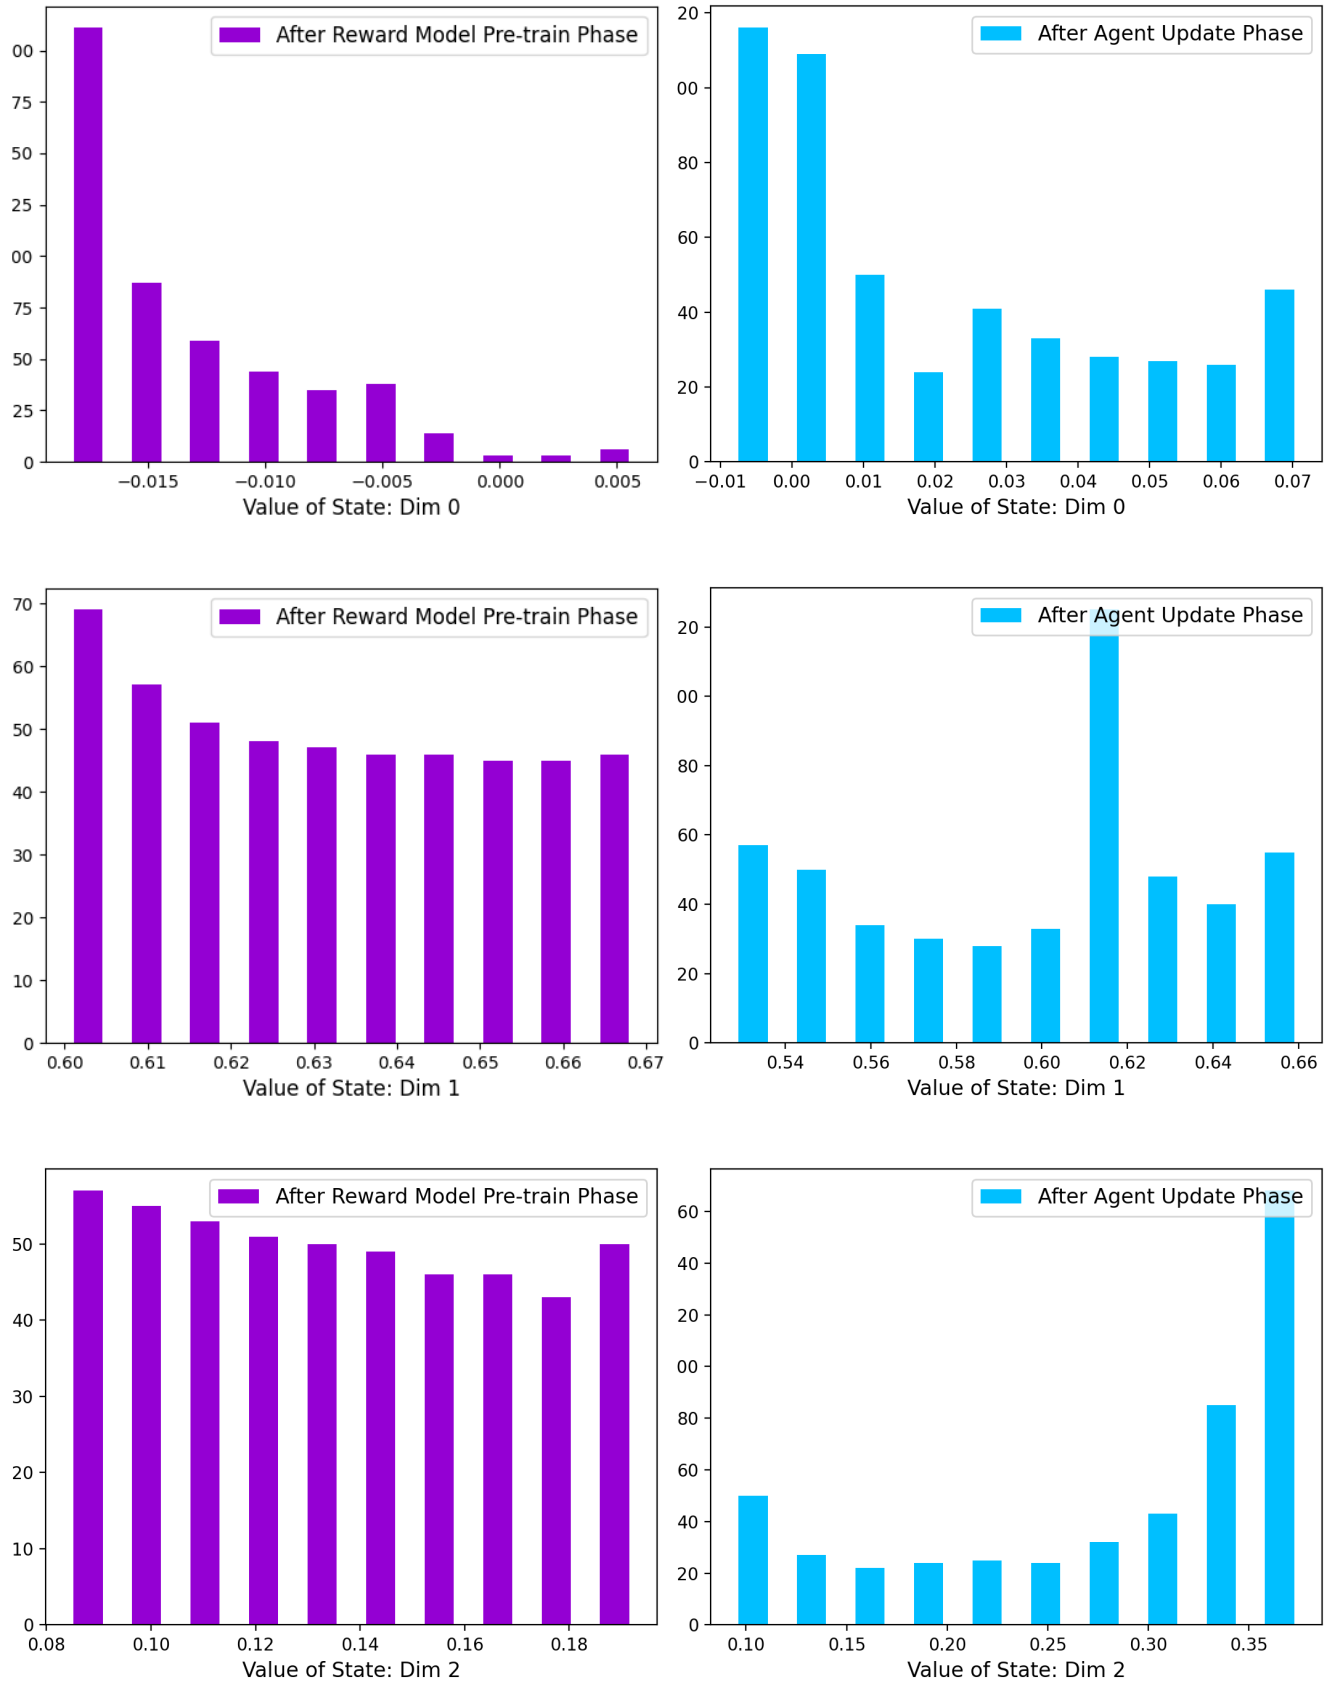 After Reward Model Pre-train Phase
00
75
50
25
00
75
50
25
0
−0.015 −0.010 −0.005 0.000 0.005
Value of State: Dim 0
After Agent Update Phase
20
00
80
60
40
20
0
−0.01 0.00 0.01 0.02 0.03 0.04 0.05 0.06 0.07
Value of State: Dim 0
After Reward Model Pre-train Phase
70
60
50
40
30
20
10
0
0.60 0.61 0.62 0.63 0.64 0.65 0.66 0.67
Value of State: Dim 1
After Agent Update Phase
20
00
80
60
40
20
0
0.54 0.56 0.58 0.60 0.62 0.64 0.66
Value of State: Dim 1
After Reward Model Pre-train Phase
50
40
30
20
10
0
0.08 0.10 0.12 0.14 0.16 0.18
Value of State: Dim 2
After Agent Update Phase
60
40
20
00
80
60
40
20
0
0.10 0.15 0.20 0.25 0.30 0.35
Value of State: Dim 2